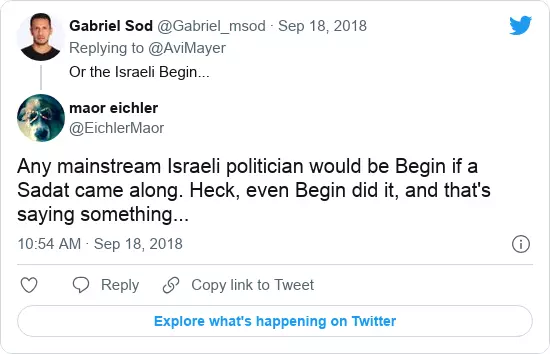 Gabriel Sod @Gabriel_msod · Sep 18, 2018
Replying to @AviMayer
Or the Israeli Begin...
maor eichler
@EichlerMaor
Any mainstream Israeli politician would be Begin if a
Sadat came along. Heck, even Begin did it, and that's
saying something...
10:54 AM · Sep 18, 2018
Reply
Copy link to Tweet
Explore what's happening on Twitter